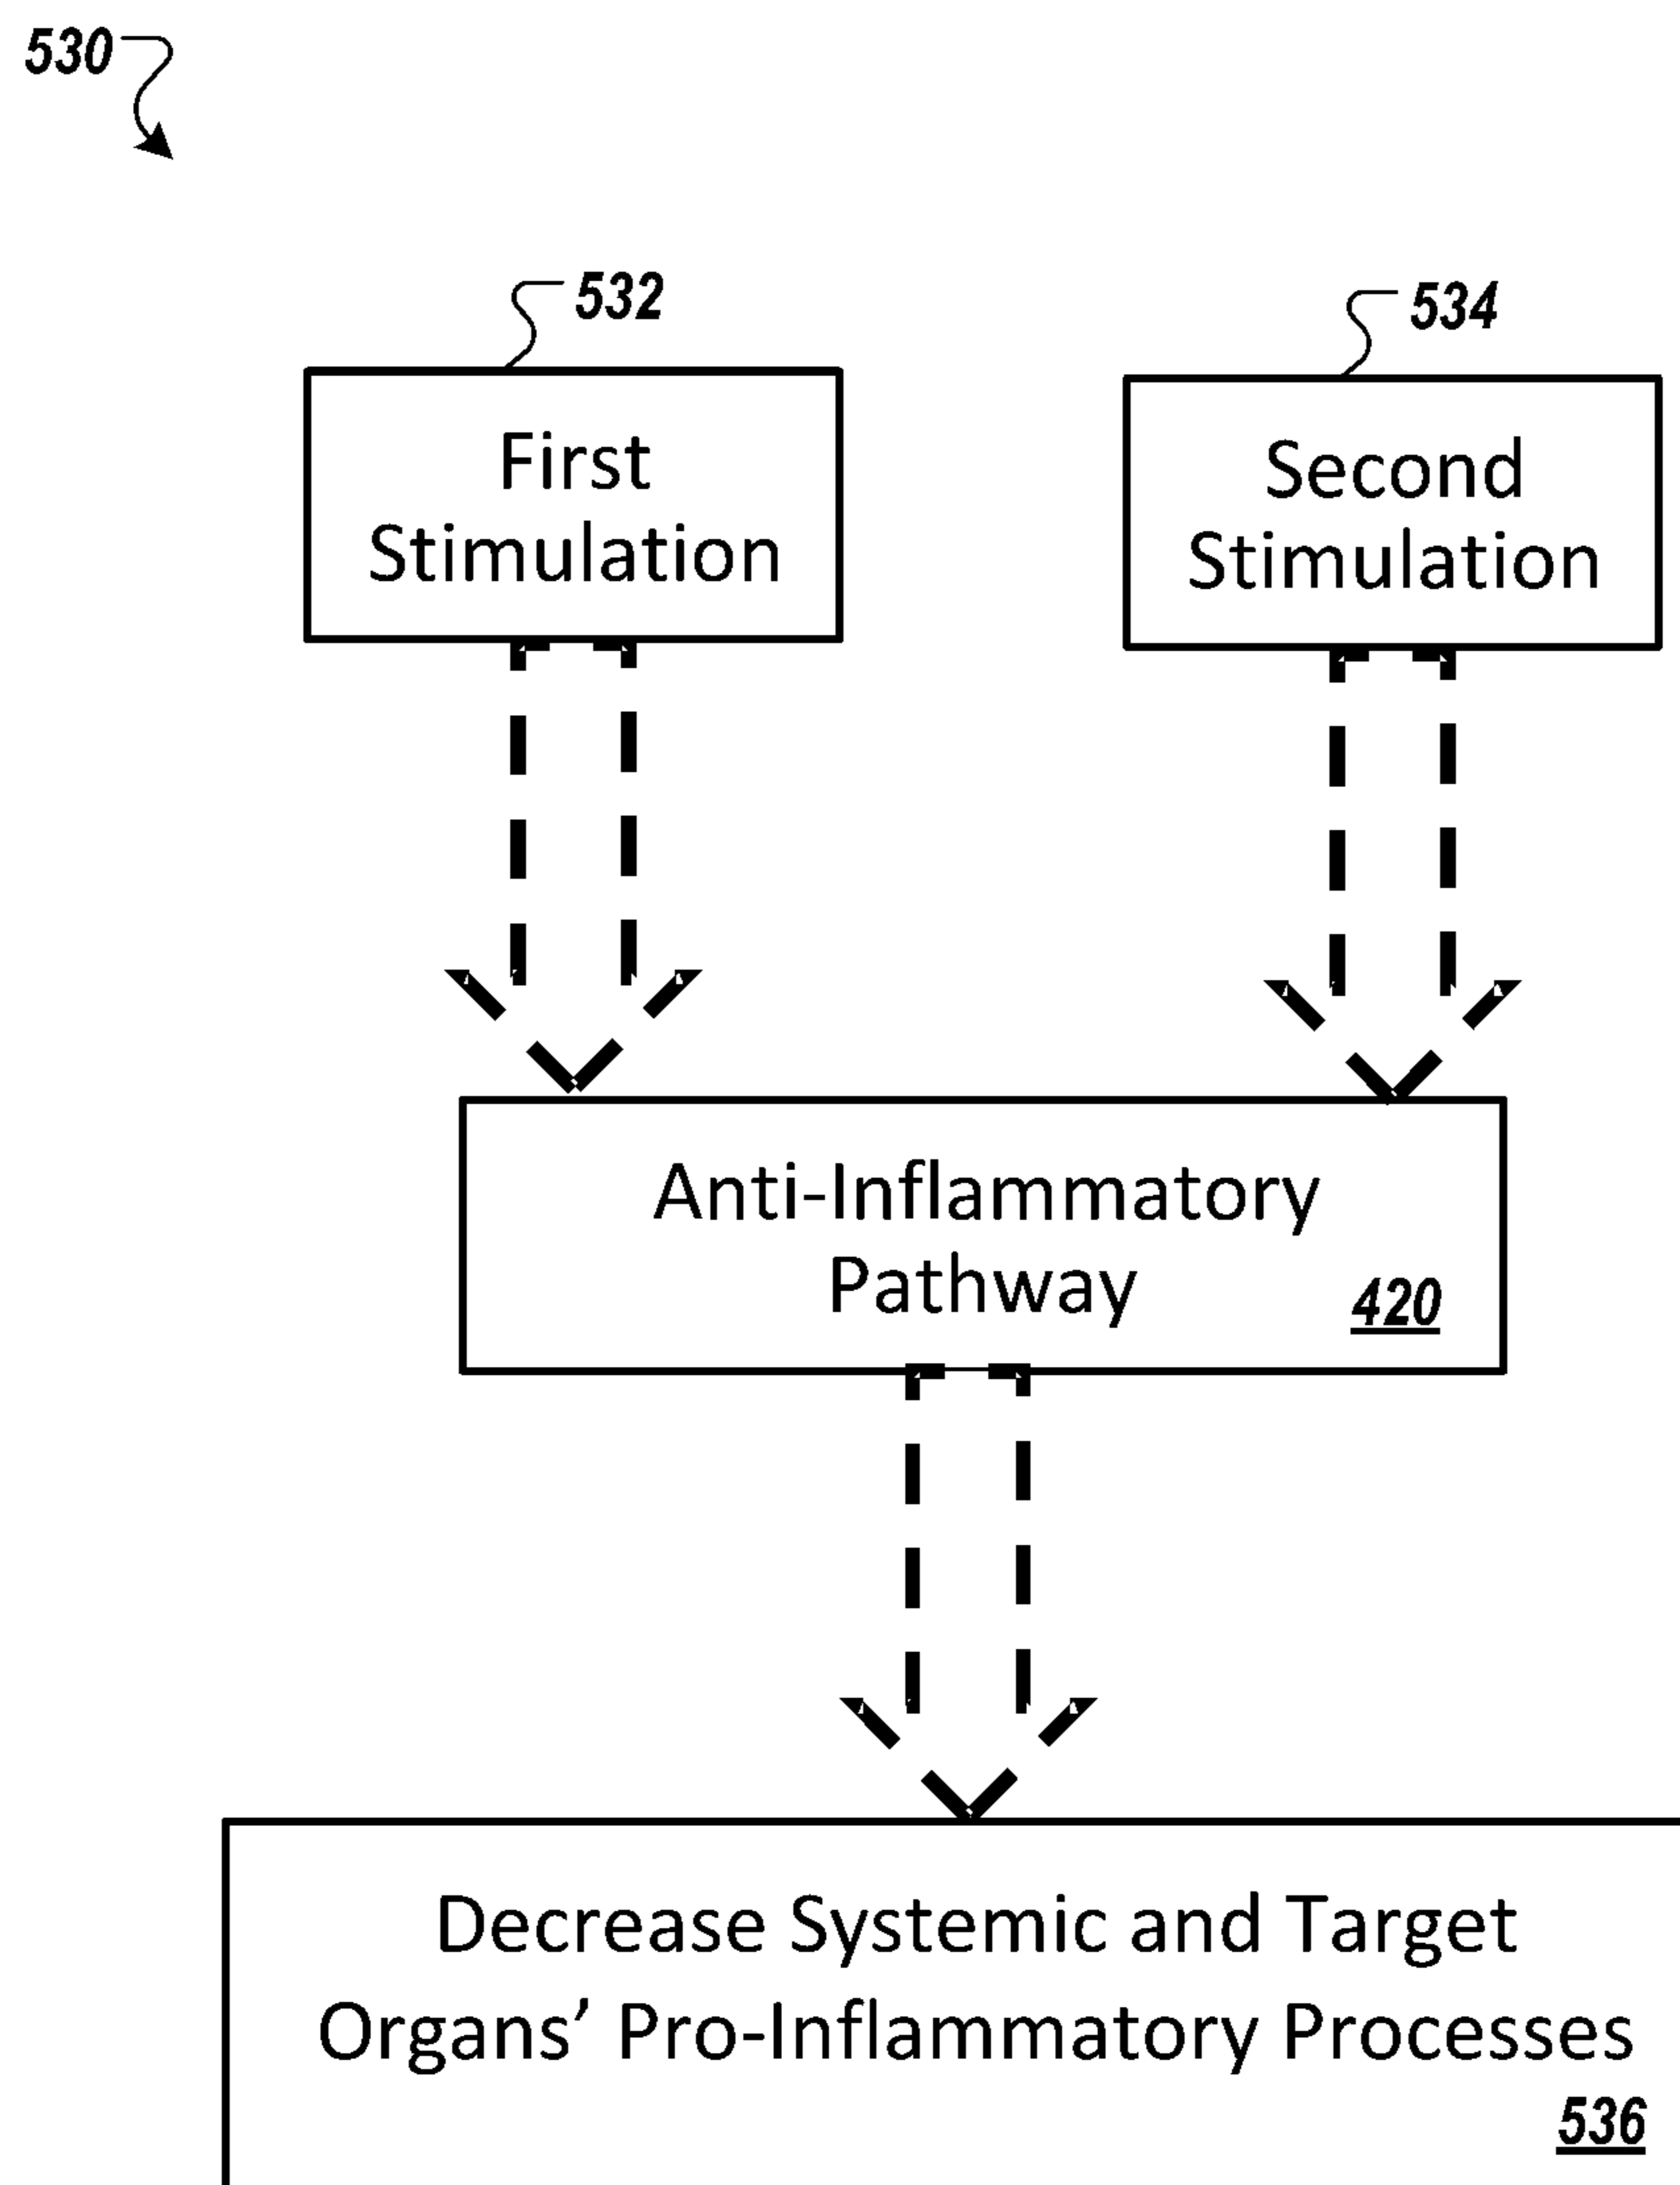 530
532
534
First
Stimulation
Second
Stimulation
Anti-Inflammatory
Pathway
420
Decrease Systemic and Target
Organs’ Pro-Inflammatory Processes
536